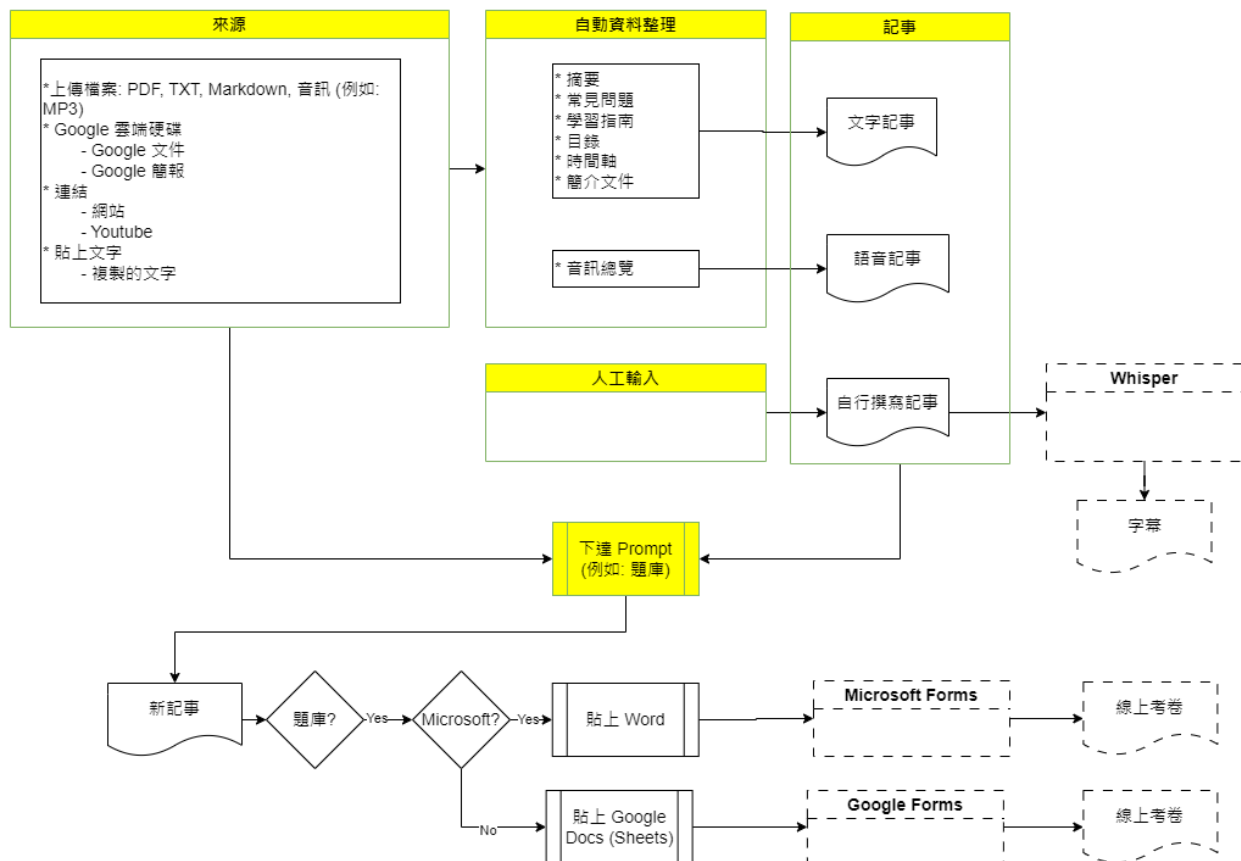 來源
*上傳檔案: PDF, TXT, Markdown, 音訊 (例如:
MP3)
* Google 雲端硬碟
- Google 文件
- Google 簡報
* 連結
- 網站
- Youtube
* 貼上文字
- 複製的文字
自動資料整理
* 摘要
* 常見問題
* 學習指南
* 目錄
* 時間軸
* 簡介文件
* 音訊總覽
記事
文字記事
語音記事
人工輸入
自行撰寫記事
Whisper
字幕
下達 Prompt
(例如: 題庫)
新記事
題庫?
Yes
Microsoft?
Yes
貼上 Word
Microsoft Forms
線上考卷
No
貼上 Google
Docs (Sheets)
Google Forms
線上考卷